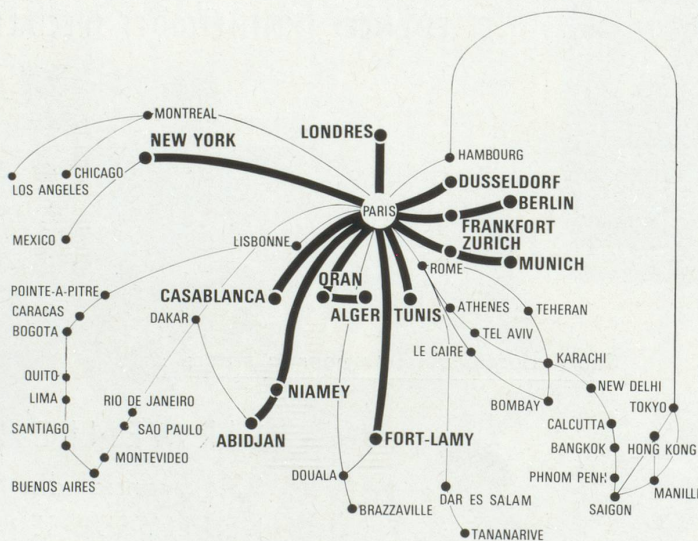 MONTREAL
NEW YORK
LONDRES
HAMBOURG
CHICAGO
LOS ANGELES
DUSSELDORF
BERLIN
PARIS
FRANKFORT
ZURICH
MEXICO
LISBONNE
MUNICH
ROME
ORAN
POINTE-A-PITRE
CASABLANCA
ALGER
TUNIS
ATHENES
TEHERAN
CARACAS
DAKAR
BOGOTA
TEL AVIV
LE CAIRE
KARACHI
QUITO
NIAMEY
NEW DELHI
LIMA
RIO DE JANEIRO
BOMBAY
TOKYO
SANTIAGO
SAO PAULO
ABIDJAN
FORT-LAMY
CALCUTTA
BANGKOK
HONG KONG
MONTEVIDEO
DOUALA
PHNOM PENH
BUENOS AIRES
DAR ES SALAM
MANILL
BRAZZAVILLE
SAIGON
TANANARIVE